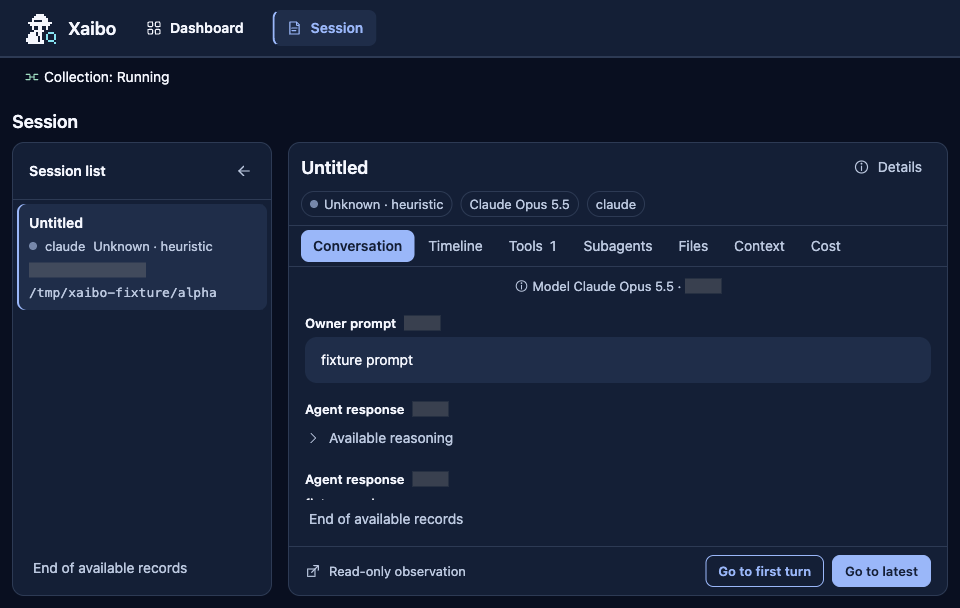 Xaibo
Dashboard
Session
Collection: Running
Session
Session list
Untitled
claude Unknown · heuristic
/tmp/xaibo-fixture/alpha
End of available records
Untitled
Details
Unknown · heuristic
Claude Opus 5.5
claude
Conversation
Timeline
Tools 1
Subagents
Files
Context
Cost
Model Claude Opus 5.5 ·
Owner prompt
fixture prompt
Agent response
Available reasoning
Agent response
End of available records
Read-only observation
Go to first turn
Go to latest